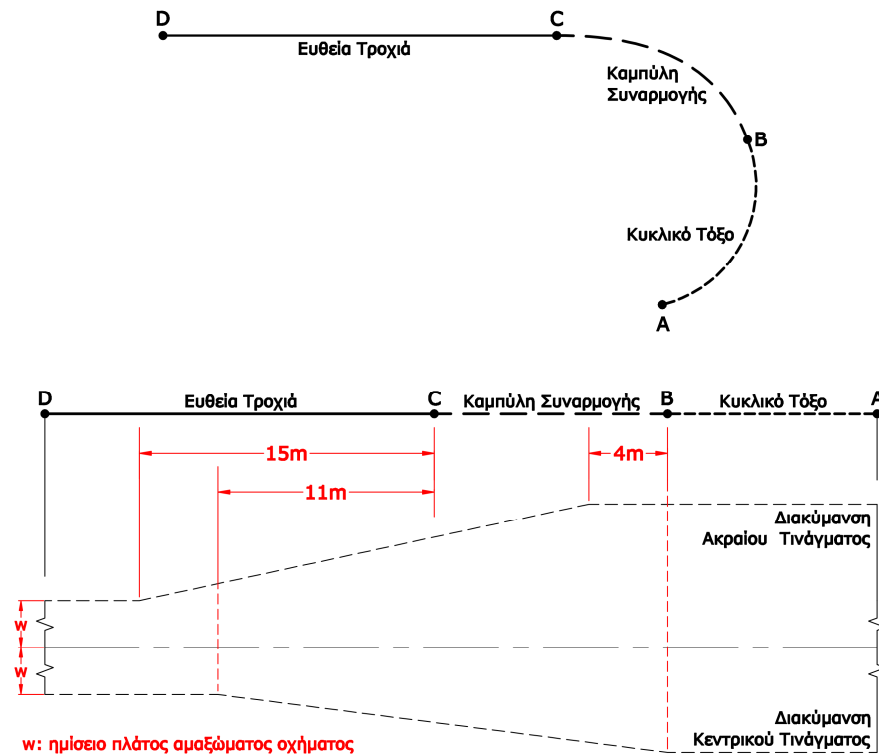 D
C
Ευθεία Τροχιά
Καμπύλη
Συναρμογής
B
Κυκλικό Τόξο
A
D
Ευθεία Τροχιά
C
Καμπύλη Συναρμογής
B
Κυκλικό Τόξο
A
15m
4m
11m
Διακύμανση
Ακραίου Τινάγματος
w
w
Διακύμανση
Κεντρικού Τινάγματος
w: ημίσειο πλάτος αμαξώματος οχήματος